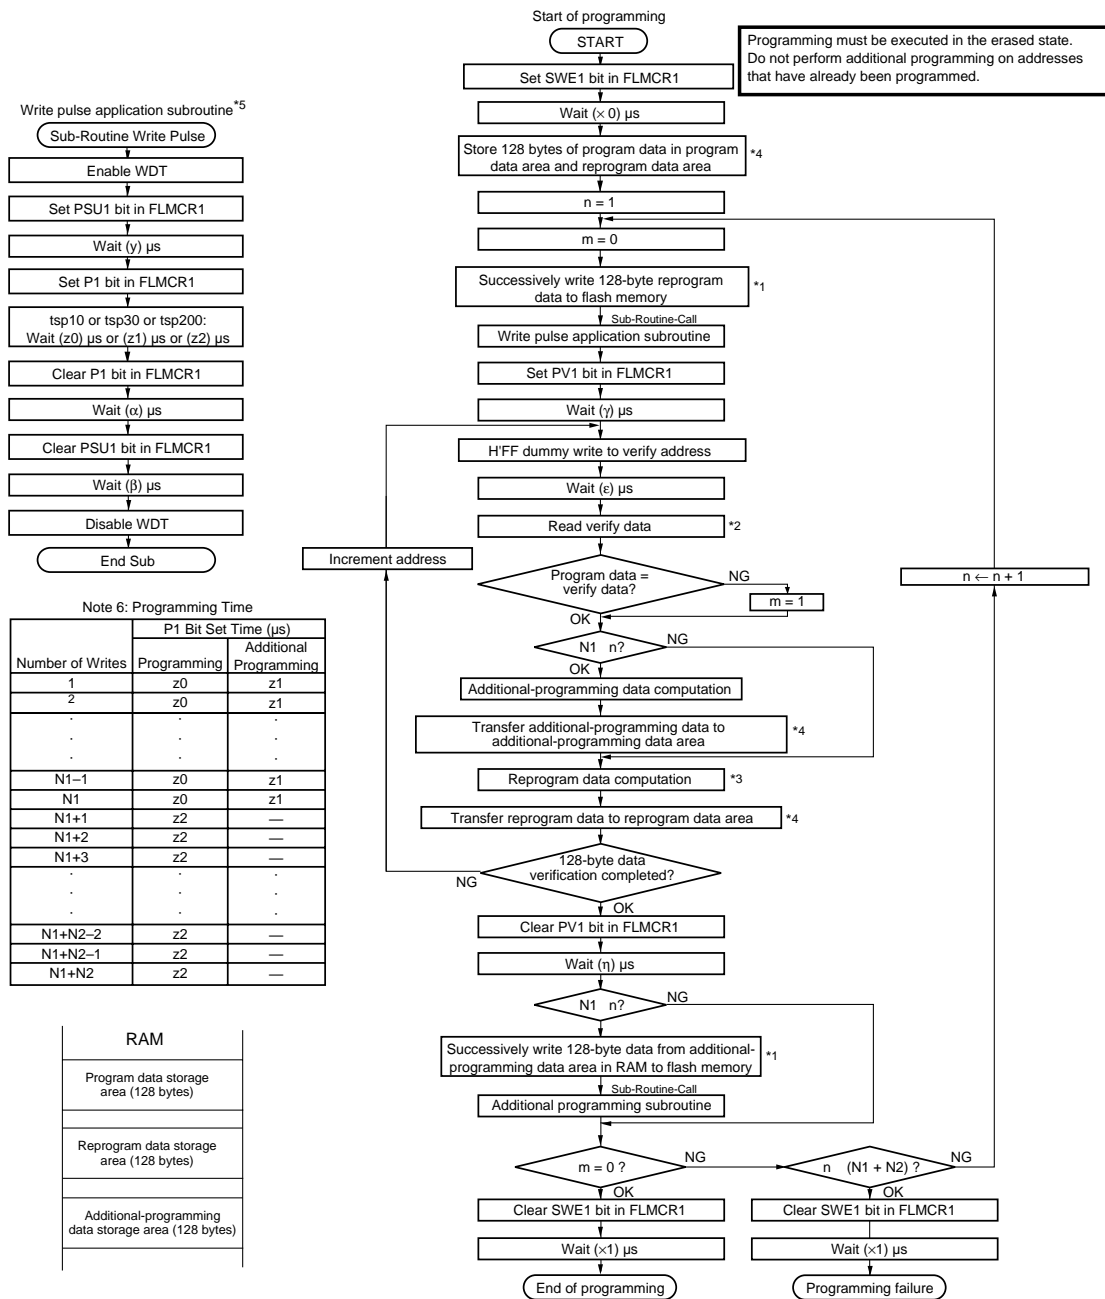 Start of programming
START
Programming must be executed in the erased state.
Do not perform additional programming on addresses
that have already been programmed.
Set SWE1 bit in FLMCR1
Wait (× 0) µs
Store 128 bytes of program data in program
data area and reprogram data area
*4
n = 1
m = 0
Successively write 128-byte reprogram
data to flash memory
*1
Sub-Routine-Call
Write pulse application subroutine
Set PV1 bit in FLMCR1
Wait (γ) µs
H'FF dummy write to verify address
Wait (ε) µs
Read verify data
*2
Increment address
Program data =
verify data?
NG
m = 1
OK
n ← n + 1
N1 n?
NG
OK
Additional-programming data computation
Transfer additional-programming data to
additional-programming data area
*4
Reprogram data computation
*3
Transfer reprogram data to reprogram data area
*4
128-byte data
verification completed?
NG
OK
Clear PV1 bit in FLMCR1
Wait (η) µs
N1 n?
NG
OK
Successively write 128-byte data from additional-
programming data area in RAM to flash memory
*1
Sub-Routine-Call
Additional programming subroutine
m = 0 ?
NG
OK
n (N1 + N2) ?
NG
OK
Clear SWE1 bit in FLMCR1
Clear SWE1 bit in FLMCR1
Wait (×1) µs
Wait (×1) µs
End of programming
Programming failure
Write pulse application subroutine*5
Sub-Routine Write Pulse
Enable WDT
Set PSU1 bit in FLMCR1
Wait (y) µs
Set P1 bit in FLMCR1
tsp10 or tsp30 or tsp200:
Wait (z0) µs or (z1) µs or (z2) µs
Clear P1 bit in FLMCR1
Wait (α) µs
Clear PSU1 bit in FLMCR1
Wait (β) µs
Disable WDT
End Sub
Note 6: Programming Time
P1 Bit Set Time (µs)
Number of Writes Programming Additional Programming
1 z0 z1
2 z0 z1
. . .
. . .
. . .
N1–1 z0 z1
N1 z0 z1
N1+1 z2 —
N1+2 z2 —
N1+3 z2 —
. . .
. . .
. . .
N1+N2–2 z2 —
N1+N2–1 z2 —
N1+N2 z2 —
RAM
Program data storage
area (128 bytes)
Reprogram data storage
area (128 bytes)
Additional-programming
data storage area (128 bytes)